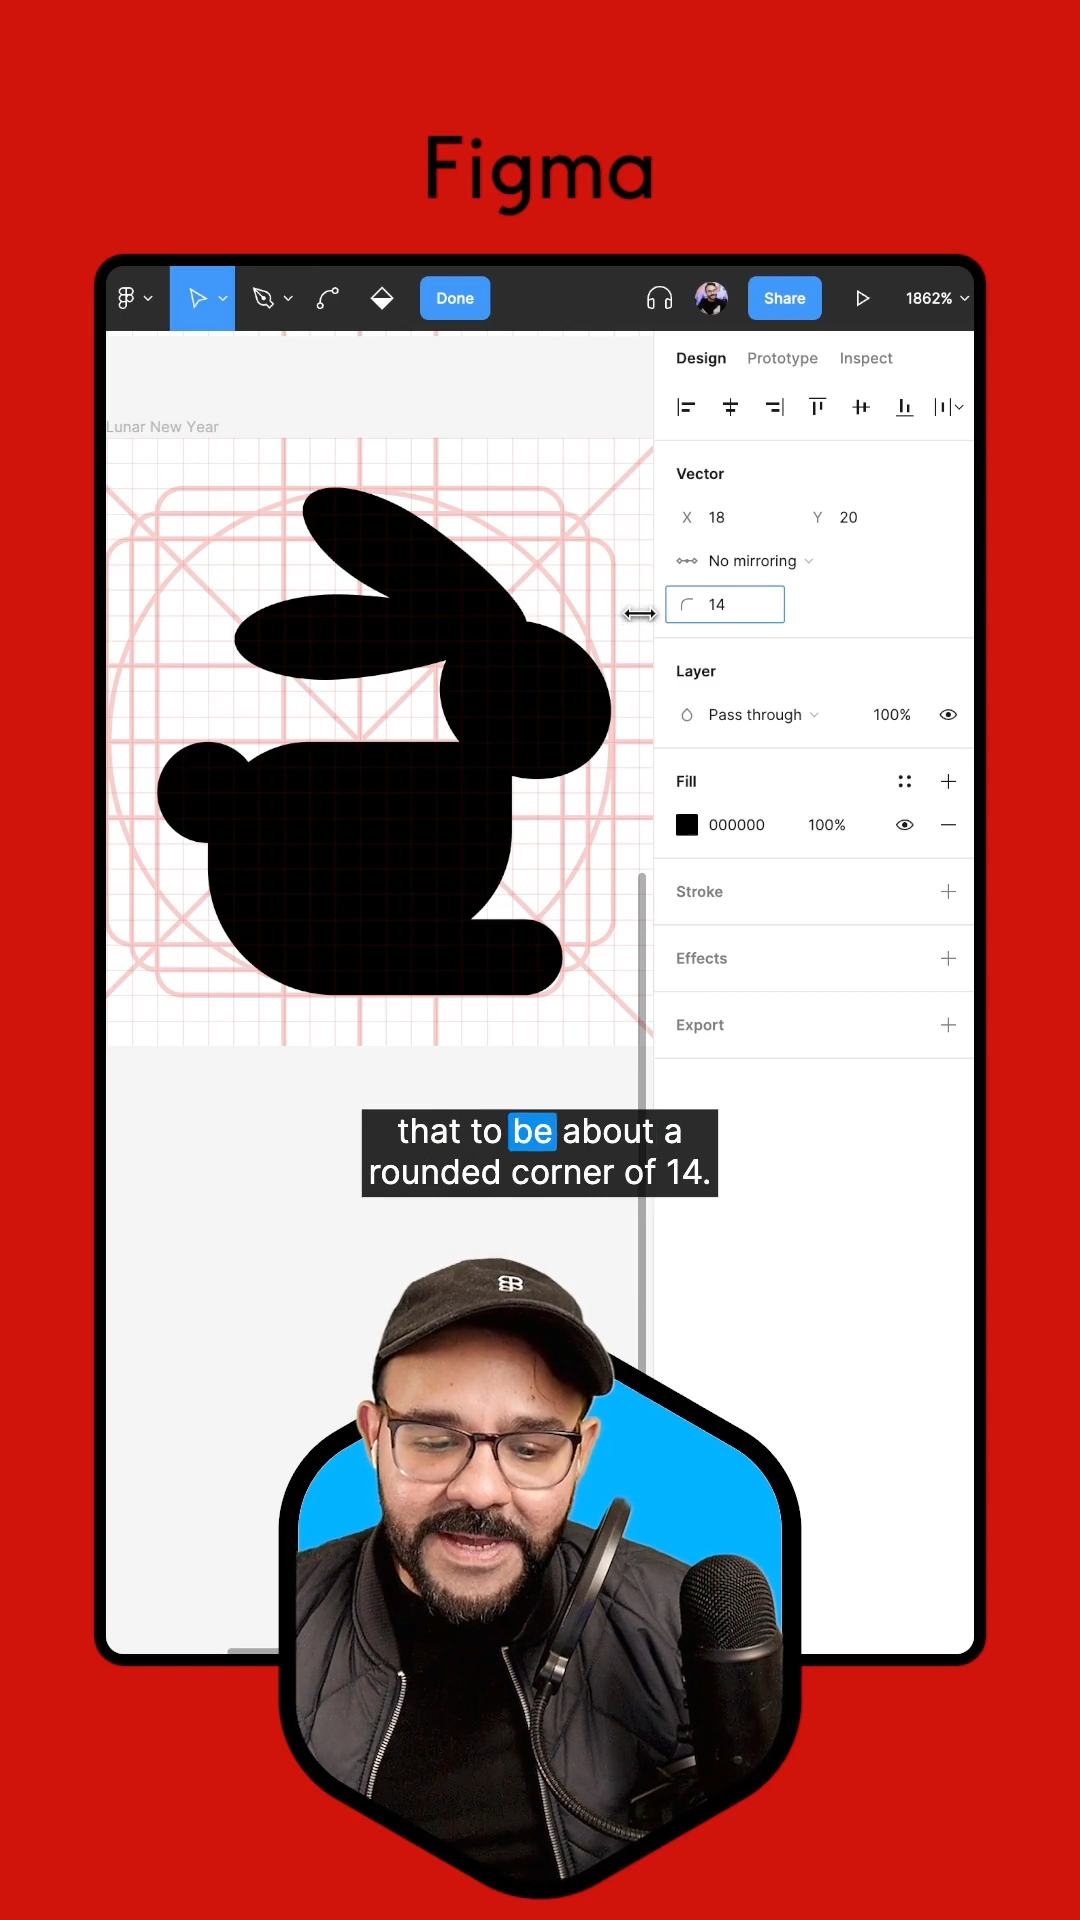 Figma
Done
Share
1862%
Design Prototype Inspect
Lunar New Year
Vector
X 18 Y 20
No mirroring
14
Layer
Pass through 100%
Fill
000000 100%
Stroke
Effects
Export
that to be about a
rounded corner of 14.